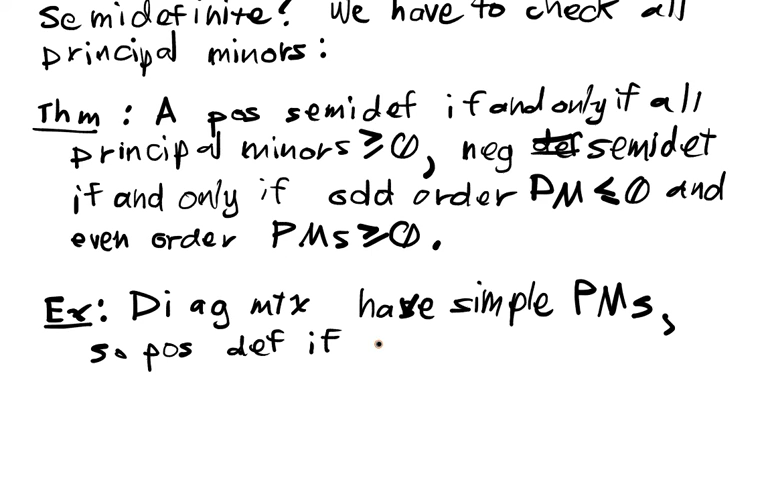 semidefinite? We have to check all
principal minors:
Thm: A pos semidef if and only if all
principal minors ≥ 0, neg semidef
if and only if odd order PM ≤ 0 and
even order PMs ≥ 0.
Ex: Diag mtx have simple PMs,
so pos def if